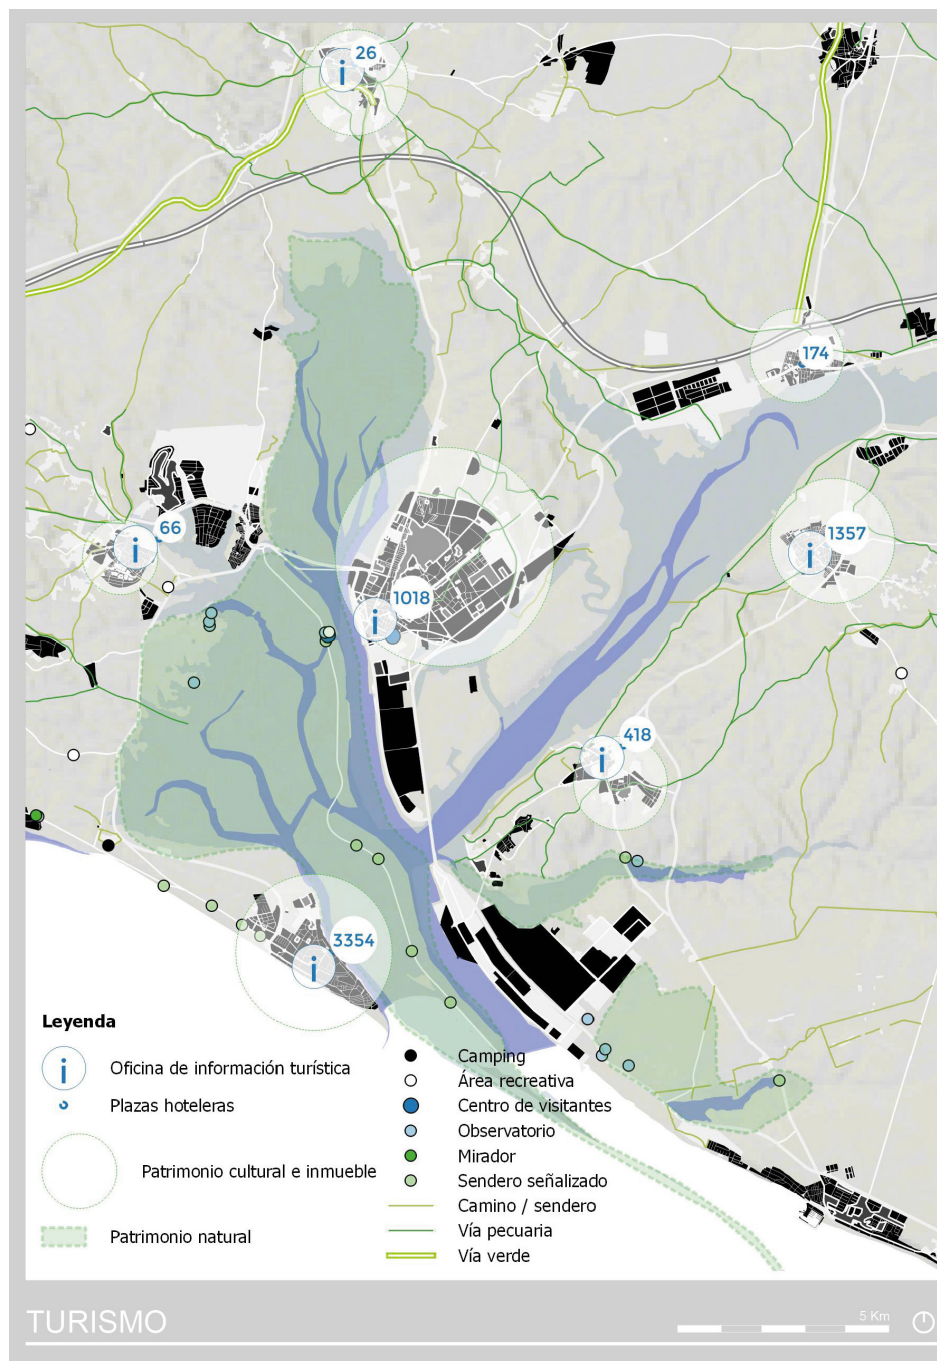 26
174
66
1357
1018
418
3354
Leyenda
Oficina de información turística
Plazas hoteleras
Patrimonio cultural e inmueble
Patrimonio natural
Camping
Área recreativa
Centro de visitantes
Observatorio
Mirador
Sendero señalizado
Camino / sendero
Vía pecuaria
Vía verde
TURISMO
5 Km